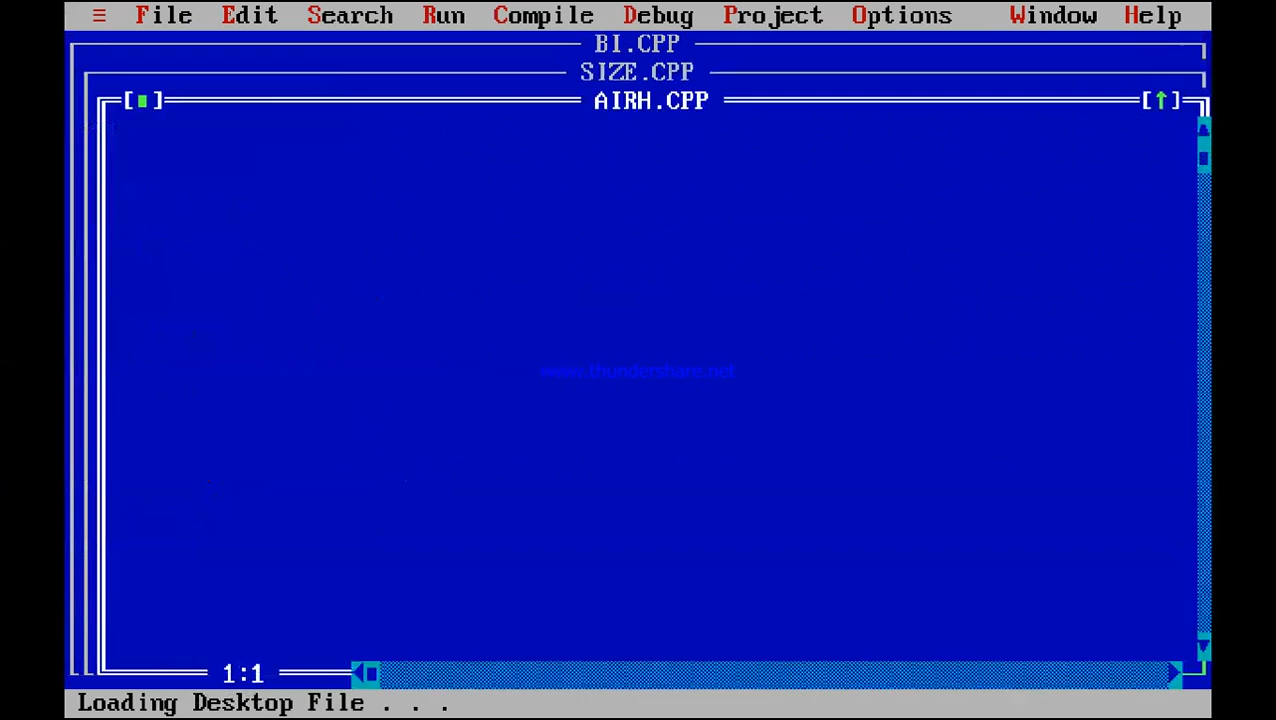 ≡ File Edit Search Run Compile Debug Project Options Window Help
BI.CPP
SIZE.CPP
[■] AIRH.CPP [↑]
www.thundershare.net
1:1
Loading Desktop File . . .